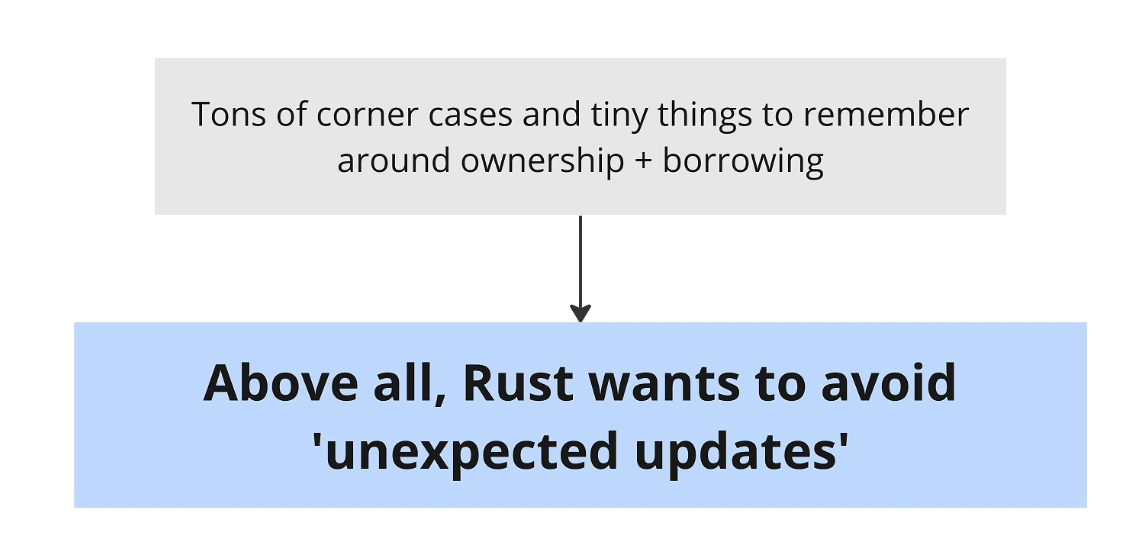 Tons of corner cases and tiny things to remember
around ownership + borrowing
Above all, Rust wants to avoid
'unexpected updates'